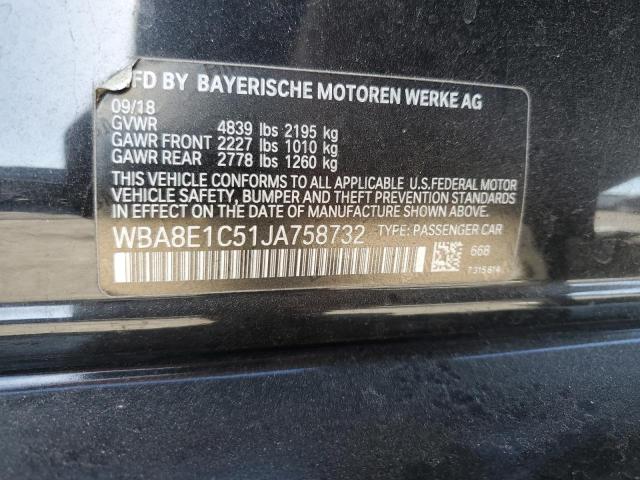 MFD BY BAYERISCHE MOTOREN WERKE AG
09/18
GVWR 4839 lbs 2195 kg
GAWR FRONT 2227 lbs 1010 kg
GAWR REAR 2778 lbs 1260 kg
THIS VEHICLE CONFORMS TO ALL APPLICABLE U.S.FEDERAL MOTOR
VEHICLE SAFETY, BUMPER AND THEFT PREVENTION STANDARDS
IN EFFECT ON THE DATE OF MANUFACTURE SHOWN ABOVE.
WBA8E1C51JA758732 TYPE: PASSENGER CAR
668
7315614